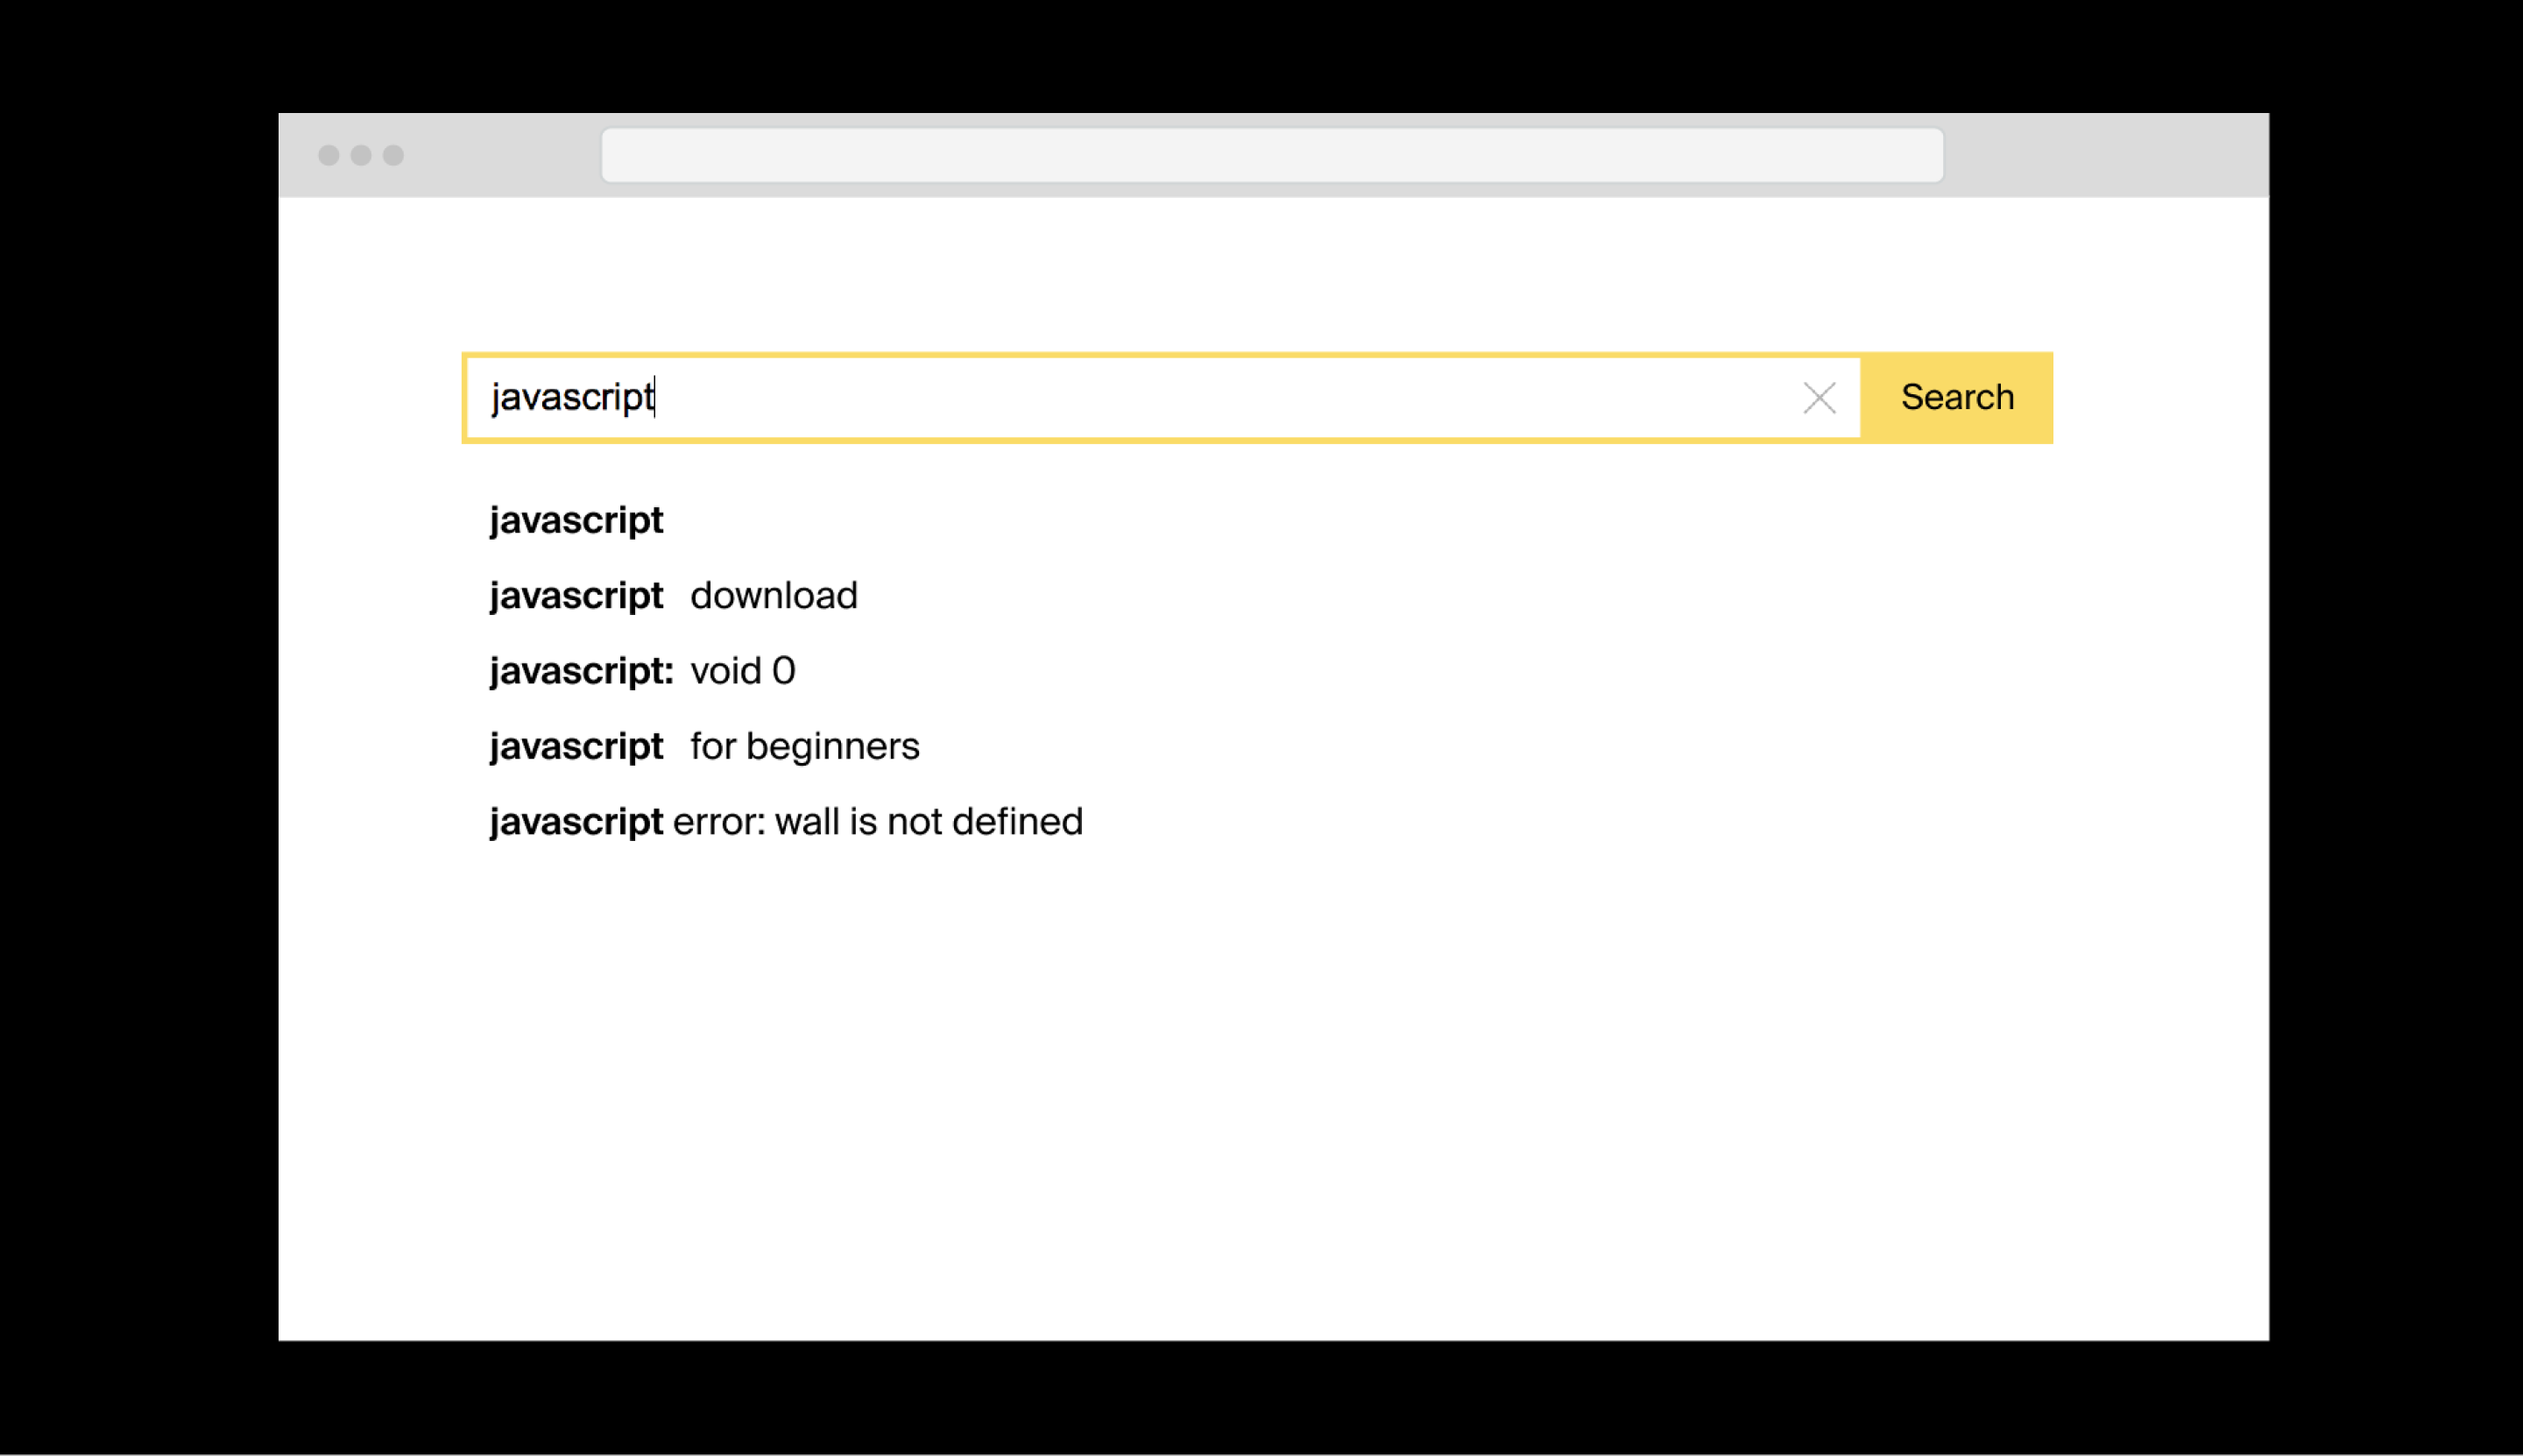 javascript
Search
javascript
javascript download
javascript: void 0
javascript for beginners
javascript error: wall is not defined